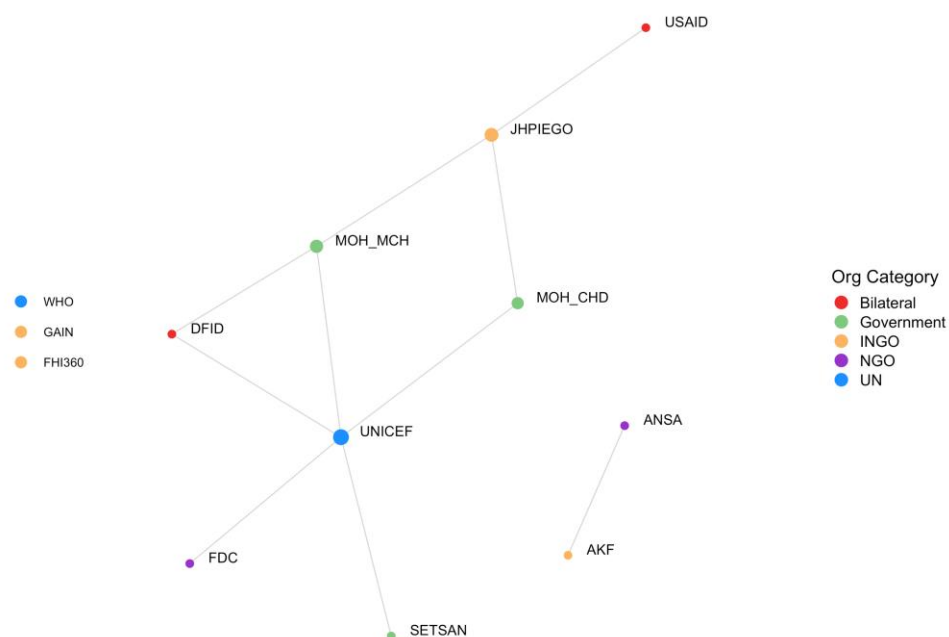 USAID
JHPIEGO
MOH_MCH
MOH_CHD
DFID
UNICEF
ANSA
AKF
FDC
SETSAN
WHO
GAIN
FHI360
Org Category
Bilateral
Government
INGO
NGO
UN